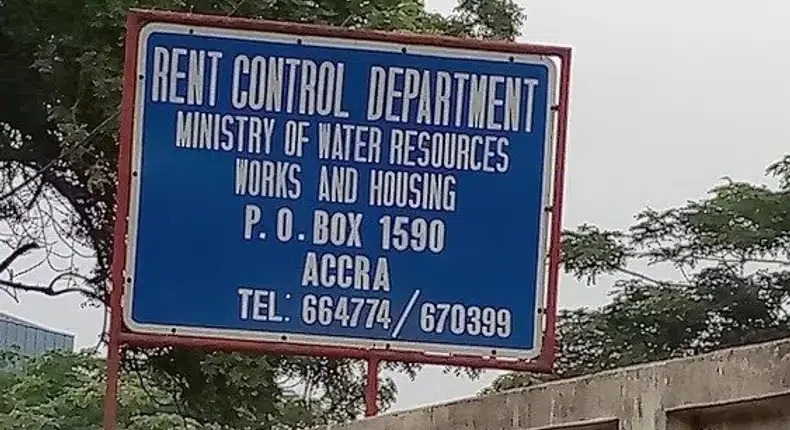 RENT CONTROL DEPARTMENT
MINISTRY OF WATER RESOURCES
WORKS AND HOUSING
P. O. BOX 1590
ACCRA
TEL: 664774/670399